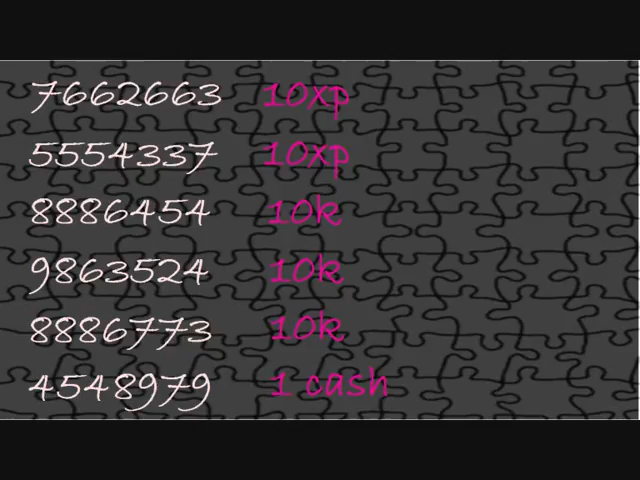 7662663 10xp
5554337 10xp
8886454 10k
9863524 10k
8886773 10k
4548979 1 cash